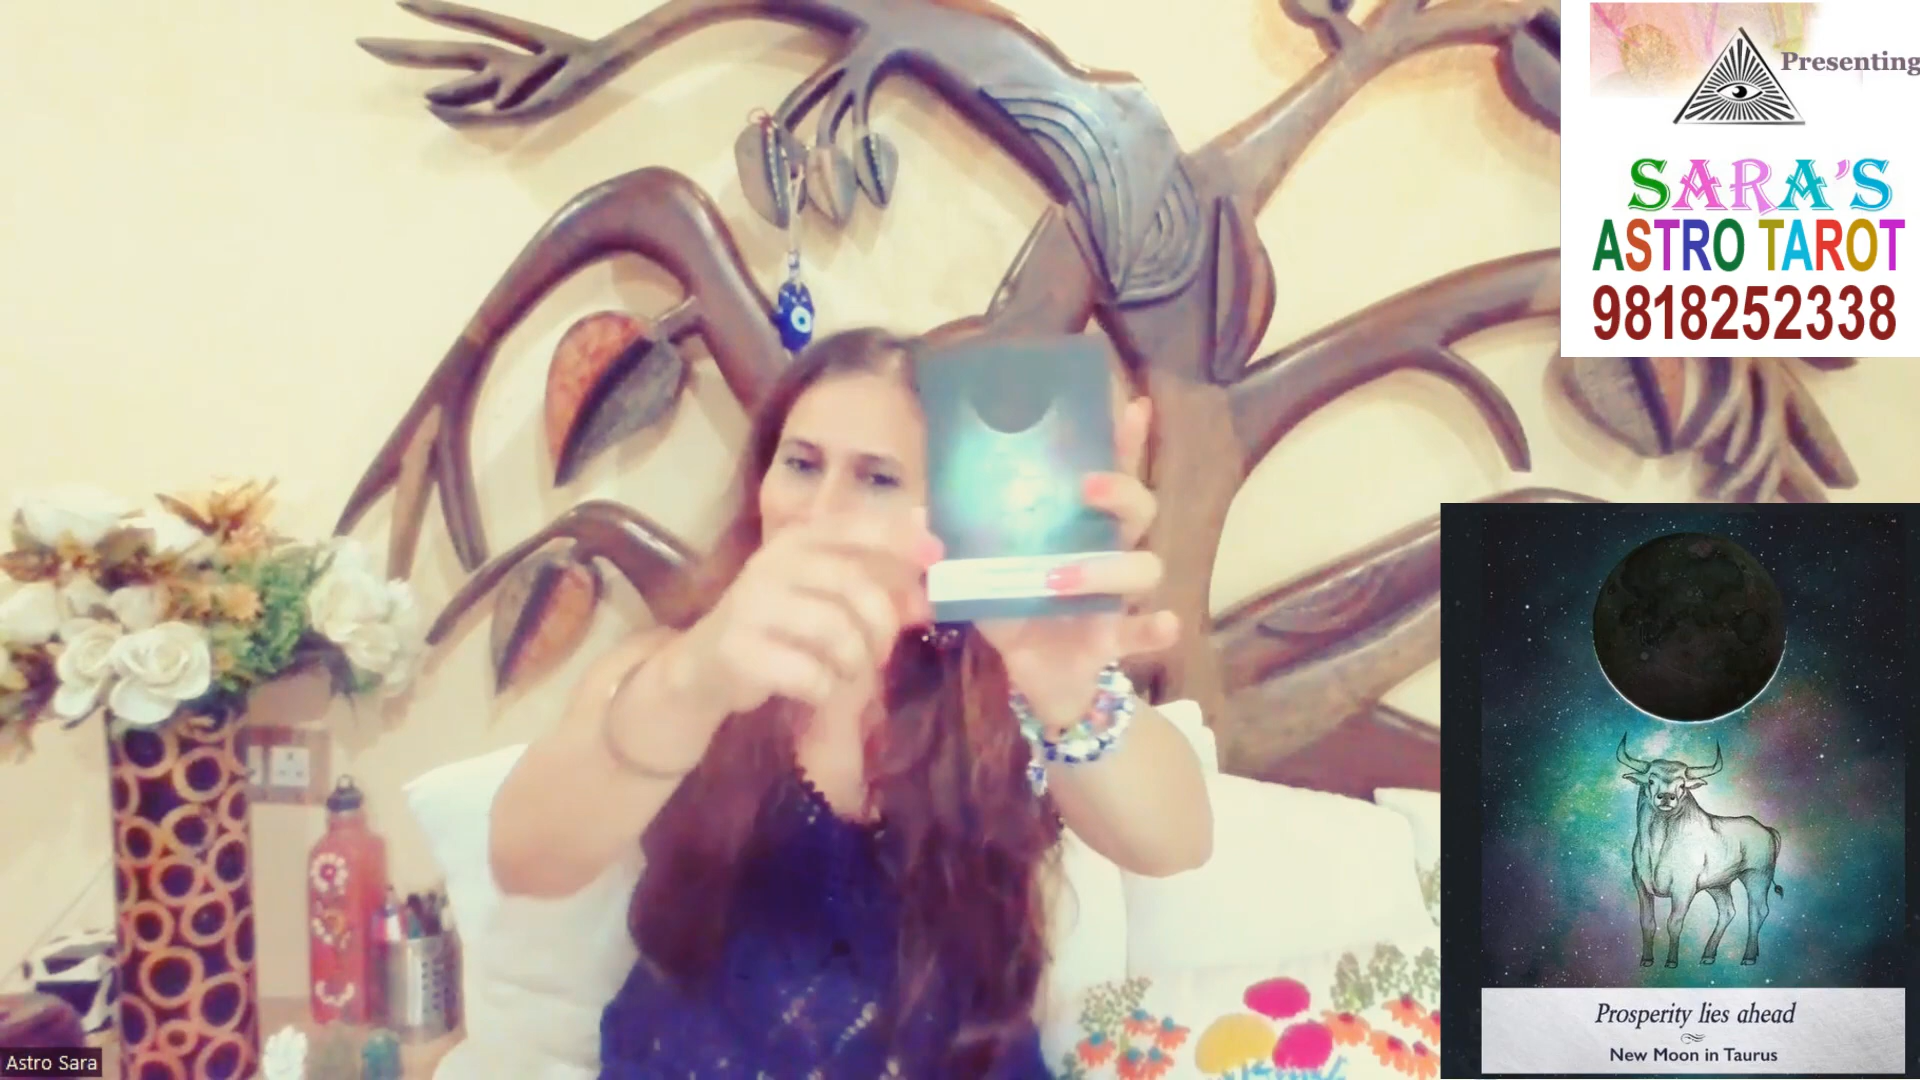 Presenting
SARA'S
ASTRO TAROT
9818252338
Prosperity lies ahead
New Moon in Taurus
Astro Sara